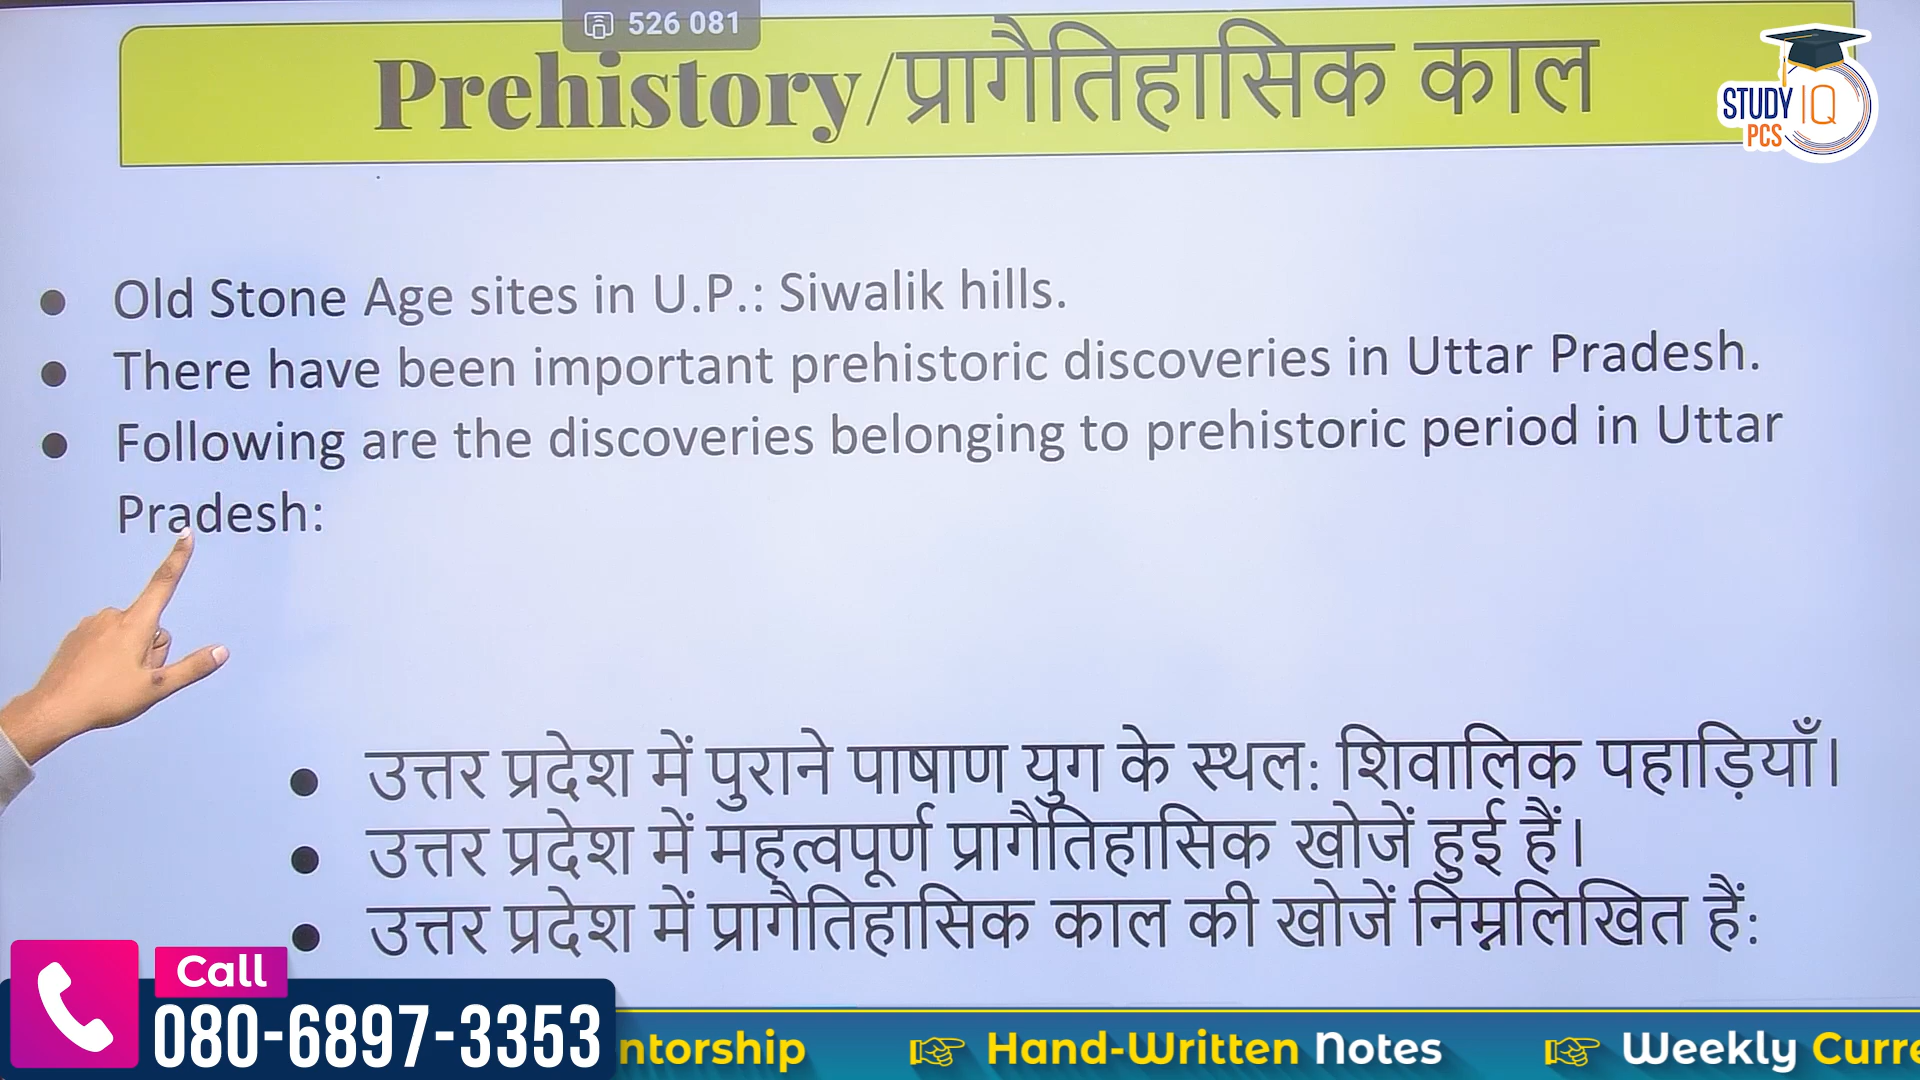 526 081
Prehistory/प्रागैतिहासिक काल
STUDY IQ
PCS
● Old Stone Age sites in U.P.: Siwalik hills.
● There have been important prehistoric discoveries in Uttar Pradesh.
● Following are the discoveries belonging to prehistoric period in Uttar
Pradesh:
● उत्तर प्रदेश में पुराने पाषाण युग के स्थल: शिवालिक पहाड़ियाँ।
● उत्तर प्रदेश में महत्वपूर्ण प्रागैतिहासिक खोजें हुई हैं।
● उत्तर प्रदेश में प्रागैतिहासिक काल की खोजें निम्नलिखित हैं:
Call
080-6897-3353
ntorship Hand-Written Notes Weekly Curre